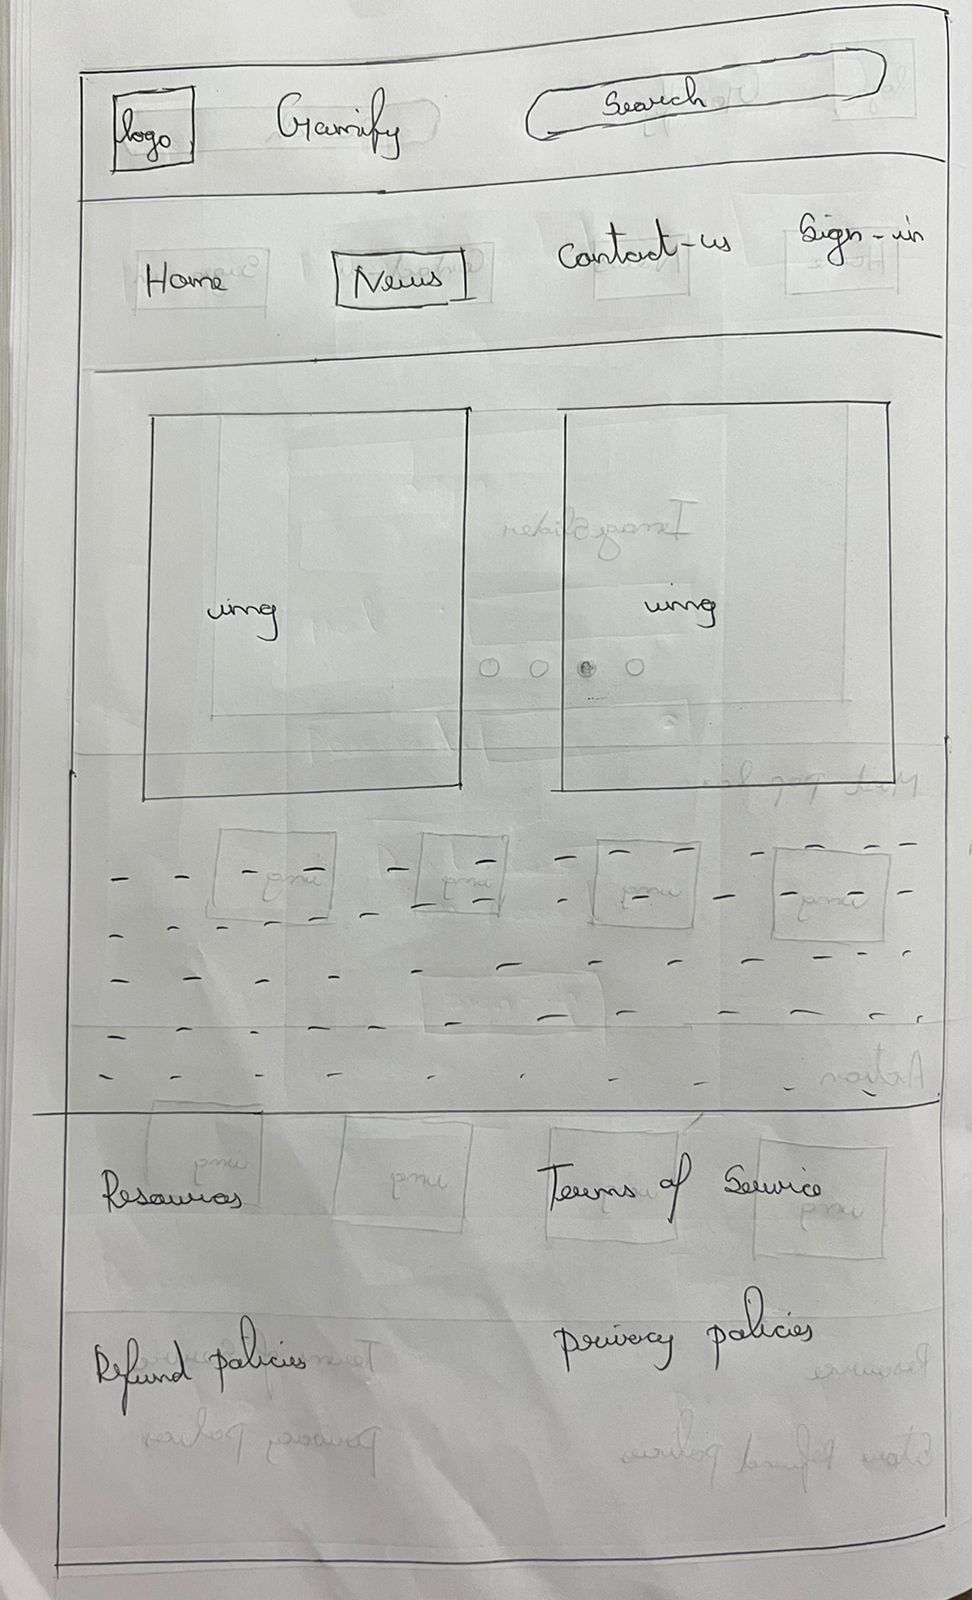 logo Gamify Search
Home News Contact-us Sign-in
img img
Resources Terms of Service
Refund policies privacy policies